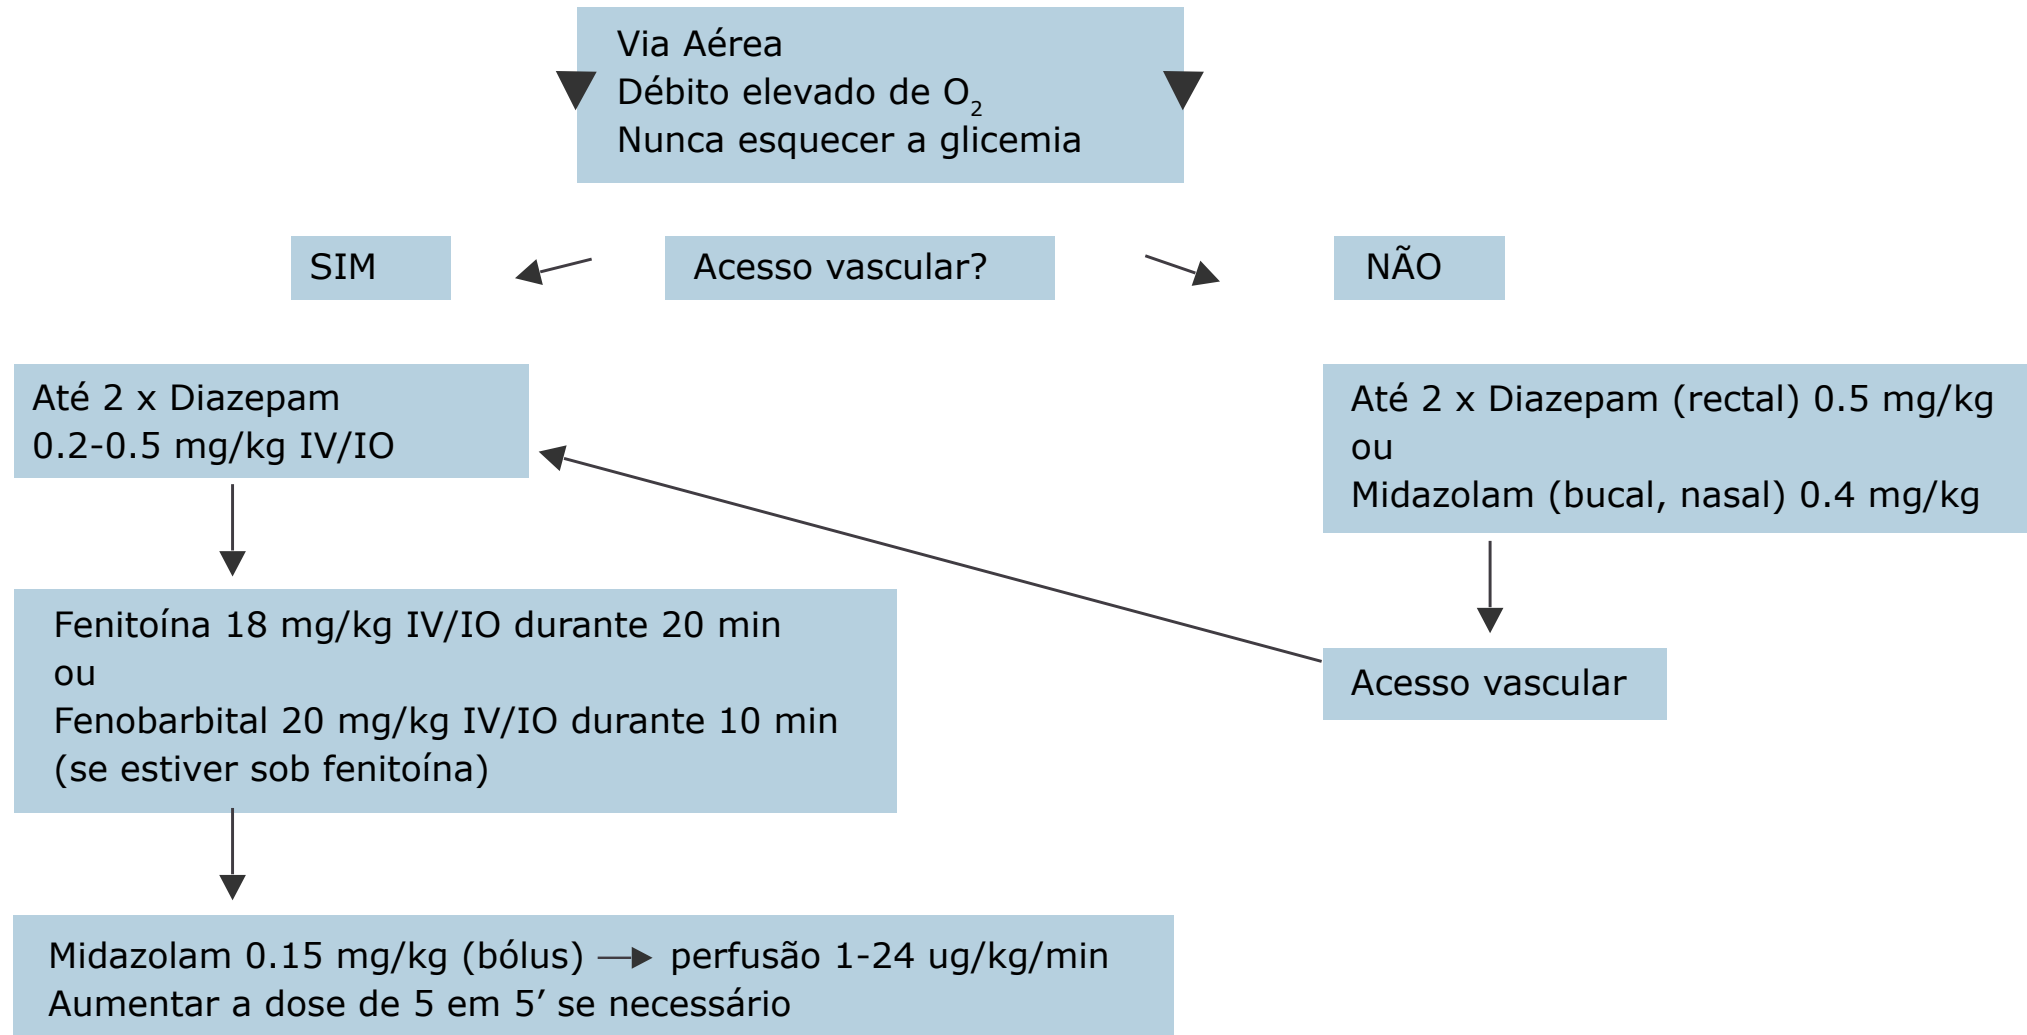 Via Aérea
Débito elevado de O₂
Nunca esquecer a glicemia
SIM
Acesso vascular?
NÃO
Até 2 x Diazepam
0.2-0.5 mg/kg IV/IO
Até 2 x Diazepam (rectal) 0.5 mg/kg
ou
Midazolam (bucal, nasal) 0.4 mg/kg
Fenitoína 18 mg/kg IV/IO durante 20 min
ou
Fenobarbital 20 mg/kg IV/IO durante 10 min
(se estiver sob fenitoína)
Acesso vascular
Midazolam 0.15 mg/kg (bólus) → perfusão 1-24 ug/kg/min
Aumentar a dose de 5 em 5’ se necessário